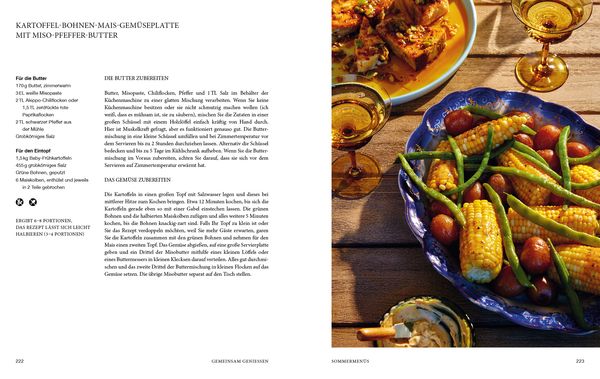 KARTOFFEL-BOHNEN-MAIS-GEMÜSEPLATTE
MIT MISO-PFEFFER-BUTTER
Für die Butter
170g Butter, zimmerwarm
3 EL weiße Misopaste
2 TL Aleppo-Chiliflocken oder
1,5 TL zerdrückte rote
Paprikaflocken
2 TL schwarzer Pfeffer aus
der Mühle
Grobkörniges Salz
Für den Eintopf
1,5 kg Baby-Frühkartoffeln
455 g grobkörniges Salz
Grüne Bohnen, geputzt
6 Maiskolben, enthülst und jeweils
in 2 Teile gebrochen
ERGIBT 6–8 PORTIONEN,
DAS REZEPT LÄSST SICH LEICHT
HALBIEREN (3–4 PORTIONEN)
DIE BUTTER ZUBEREITEN
Butter, Misopaste, Chiliflocken, Pfeffer und 1 TL Salz im Behälter der
Küchenmaschine zu einer glatten Mischung verarbeiten. Wenn Sie keine
Küchenmaschine besitzen oder sie nicht schmutzig machen wollen (ich
weiß, dass es mühsam ist, sie zu säubern), mischen Sie die Zutaten in einer
großen Schüssel mit einem Holzlöffel einfach kräftig von Hand durch.
Hier ist Muskelkraft gefragt, aber es funktioniert genauso gut. Die Butter-
mischung in eine kleine Schüssel umfüllen und bei Zimmertemperatur vor
dem Servieren bis zu 2 Stunden durchziehen lassen. Alternativ die Schüssel
bedecken und bis zu 5 Tage im Kühlschrank aufheben. Wenn Sie die Butter-
mischung im Voraus zubereiten, achten Sie darauf, dass sie sich vor dem
Servieren auf Zimmertemperatur erwärmt hat.
DAS GEMÜSE ZUBEREITEN
Die Kartoffeln in einen großen Topf mit Salzwasser legen und dieses bei
mittlerer Hitze zum Kochen bringen. Etwa 12 Minuten kochen, bis sich die
Kartoffeln gerade eben so mit einer Gabel einstechen lassen. Die grünen
Bohnen und die halbierten Maiskolben zufügen und alles weitere 5 Minuten
kochen, bis die Bohnen knackig-zart sind. Falls Ihr Topf zu klein ist oder
Sie das Rezept verdoppeln möchten, weil Sie mehr Gäste erwarten, garen
Sie die Kartoffeln zusammen mit den grünen Bohnen und nehmen für den
Mais einen zweiten Topf. Das Gemüse abgießen, auf eine große Servierplatte
geben und ein Drittel der Misobutter mithilfe eines kleinen Löffels oder
eines Buttermessers in kleinen Klecksen darauf verteilen. Alles gut durchmi-
schen und das zweite Drittel der Buttermischung in kleinen Flocken auf das
Gemüse setzen. Die übrige Misobutter separat auf den Tisch stellen.
222
GEMEINSAM GENIESSEN
SOMMERMENÜS
223